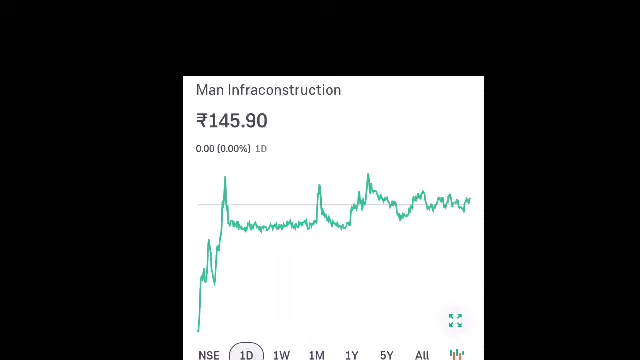 Man Infraconstruction
₹145.90
0.00 (0.00%) 1D
NSE 1D 1W 1M 1Y 5Y All